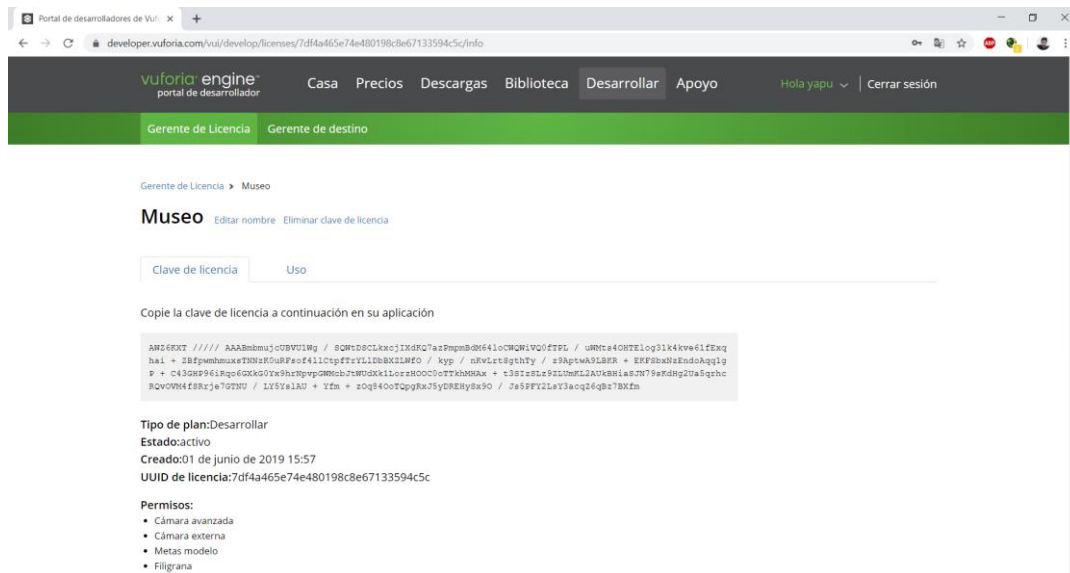 Portal de desarrolladores de Vuf
developer.vuforia.com/vui/develop/licenses/7df4a465e74e480198c8e67133594c5c/info
vuforia engine
portal de desarrollador
Casa Precios Descargas Biblioteca Desarrollar Apoyo Hola yapu Cerrar sesión
Gerente de Licencia Gerente de destino
Gerente de Licencia > Museo
Museo Editar nombre Eliminar clave de licencia
Clave de licencia Uso
Copie la clave de licencia a continuación en su aplicación
Tipo de plan:Desarrollar
Estado:activo
Creado:01 de junio de 2019 15:57
UUID de licencia:7df4a465e74e480198c8e67133594c5c
Permisos:
• Cámara avanzada
• Cámara externa
• Metas modelo
• Filigrana